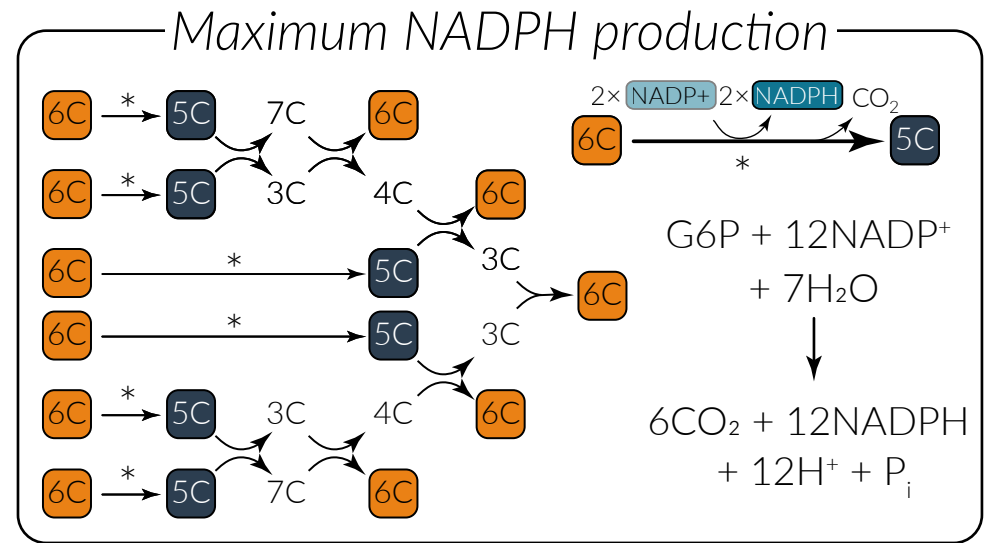 Maximum NADPH production
6C * 5C 7C 6C
6C * 5C 3C 4C 6C
6C * 5C 3C
6C
6C * 5C 3C
6C * 5C 3C 4C 6C
6C * 5C 7C 6C
2× NADP+ 2× NADPH CO₂
6C * 5C
G6P + 12NADP⁺
+ 7H₂O
6CO₂ + 12NADPH
+ 12H⁺ + Pᵢ